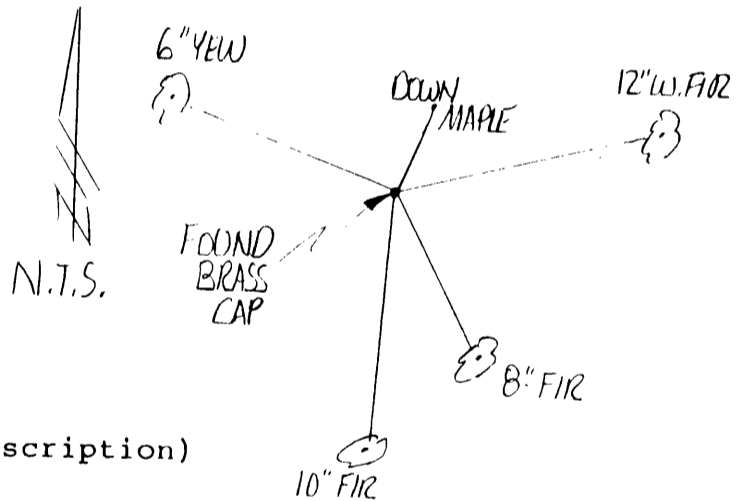 6" YEW
DOWN
MAPLE
12" W. FIR
N
N.T.S.
FOUND
BRASS
CAP
8" FIR
10" FIR
scription)